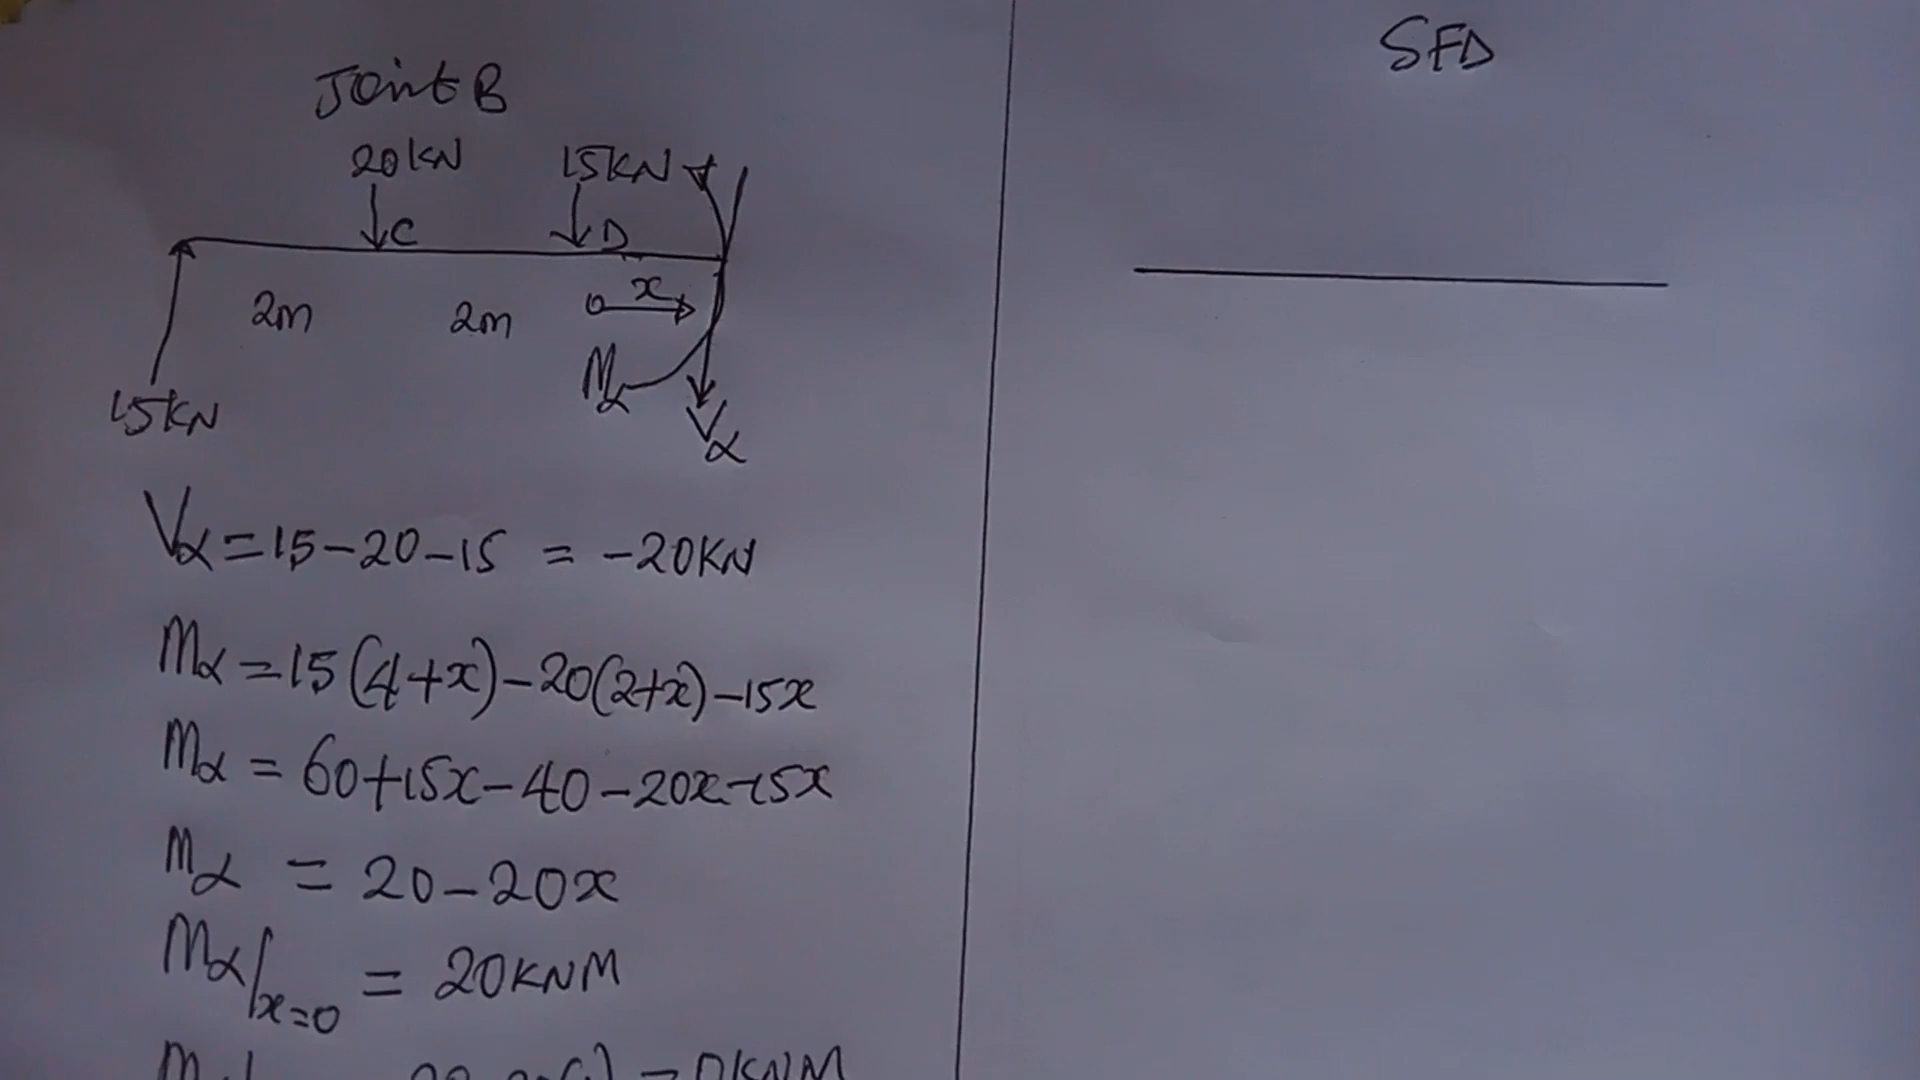 Joint B
20KN 15KN
C D
2m 2m x
Mx
15KN
Vx
Vx = 15-20-15 = -20KN
Mx = 15(4+x)-20(2+x)-15x
Mx = 60+15x-40-20x-15x
Mx = 20-20x
Mx/x=0 = 20KNM
= 0KNM
SFD